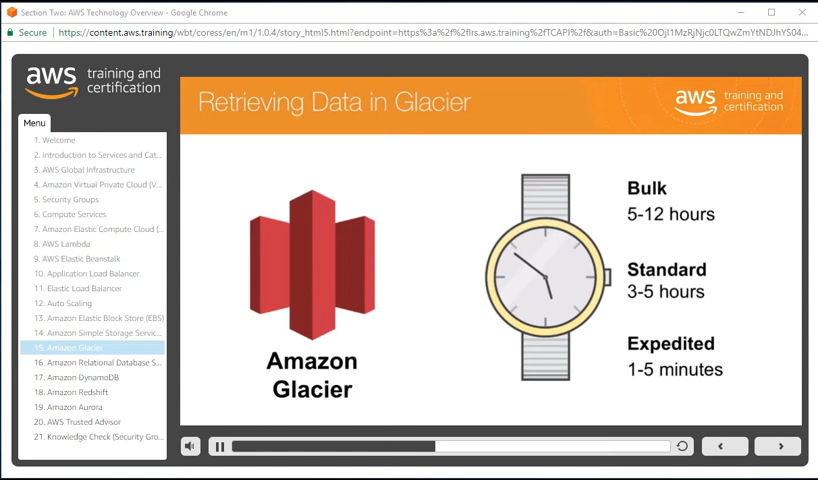 Section Two: AWS Technology Overview - Google Chrome
Secure
https://content.aws.training/wbt/coress/en/m1/1.0.4/story_html5.html?endpoint=https%3a%2f%2flrs.aws.training%2fTCAPI%2f&auth=Basic%20OjI1MzRjNjc0LTQwZmYtNDJhYS04...
aws training and certification
Menu
1. Welcome
2. Introduction to Services and Cat...
3. AWS Global Infrastructure
4. Amazon Virtual Private Cloud (V...
5. Security Groups
6. Compute Services
7. Amazon Elastic Compute Cloud (...
8. AWS Lambda
9. AWS Elastic Beanstalk
10. Application Load Balancer
11. Elastic Load Balancer
12. Auto Scaling
13. Amazon Elastic Block Store (EBS)
14. Amazon Simple Storage Servic...
15. Amazon Glacier
16. Amazon Relational Database S...
17. Amazon DynamoDB
18. Amazon Redshift
19. Amazon Aurora
20. AWS Trusted Advisor
21. Knowledge Check (Security Gro...
Retrieving Data in Glacier
aws training and certification
Amazon
Glacier
Bulk
5-12 hours
Standard
3-5 hours
Expedited
1-5 minutes